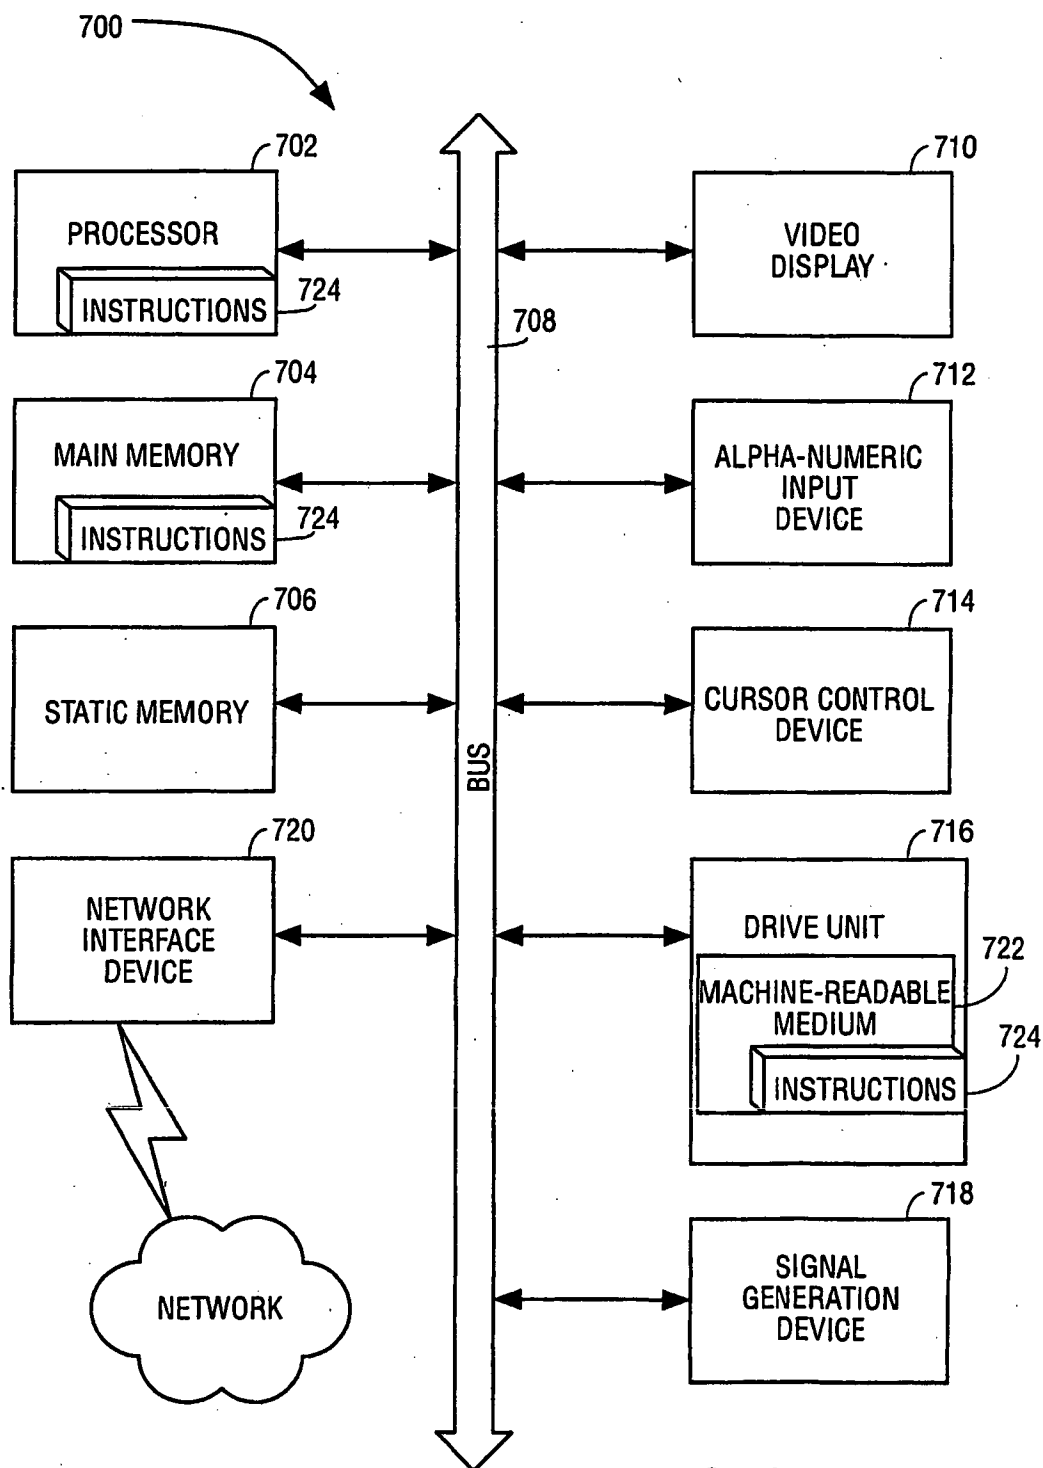 700
702
PROCESSOR
INSTRUCTIONS
724
704
MAIN MEMORY
INSTRUCTIONS
724
706
STATIC MEMORY
720
NETWORK
INTERFACE
DEVICE
NETWORK
708
BUS
710
VIDEO
DISPLAY
712
ALPHA-NUMERIC
INPUT
DEVICE
714
CURSOR CONTROL
DEVICE
716
DRIVE UNIT
722
MACHINE-READABLE
MEDIUM
724
INSTRUCTIONS
718
SIGNAL
GENERATION
DEVICE